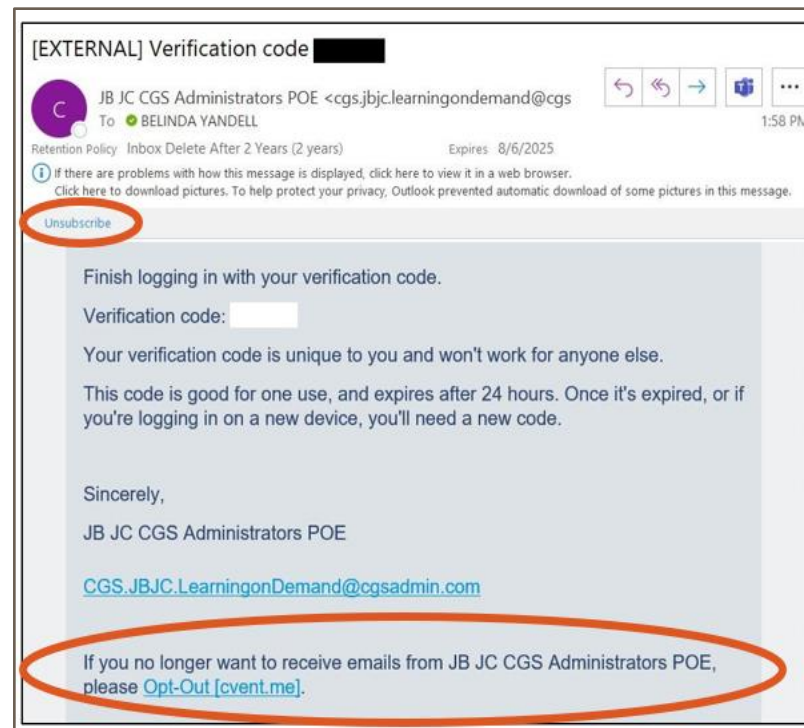 [EXTERNAL] Verification code
C
JB JC CGS Administrators POE <cgs.jbjc.learningondemand@cgs
To BELINDA YANDELL
1:58 PM
Retention Policy Inbox Delete After 2 Years (2 years) Expires 8/6/2025
If there are problems with how this message is displayed, click here to view it in a web browser.
Click here to download pictures. To help protect your privacy, Outlook prevented automatic download of some pictures in this message.
Unsubscribe
Finish logging in with your verification code.
Verification code:
Your verification code is unique to you and won't work for anyone else.
This code is good for one use, and expires after 24 hours. Once it's expired, or if
you're logging in on a new device, you'll need a new code.
Sincerely,
JB JC CGS Administrators POE
CGS.JBJC.LearningonDemand@cgsadmin.com
If you no longer want to receive emails from JB JC CGS Administrators POE,
please Opt-Out [cvent.me].